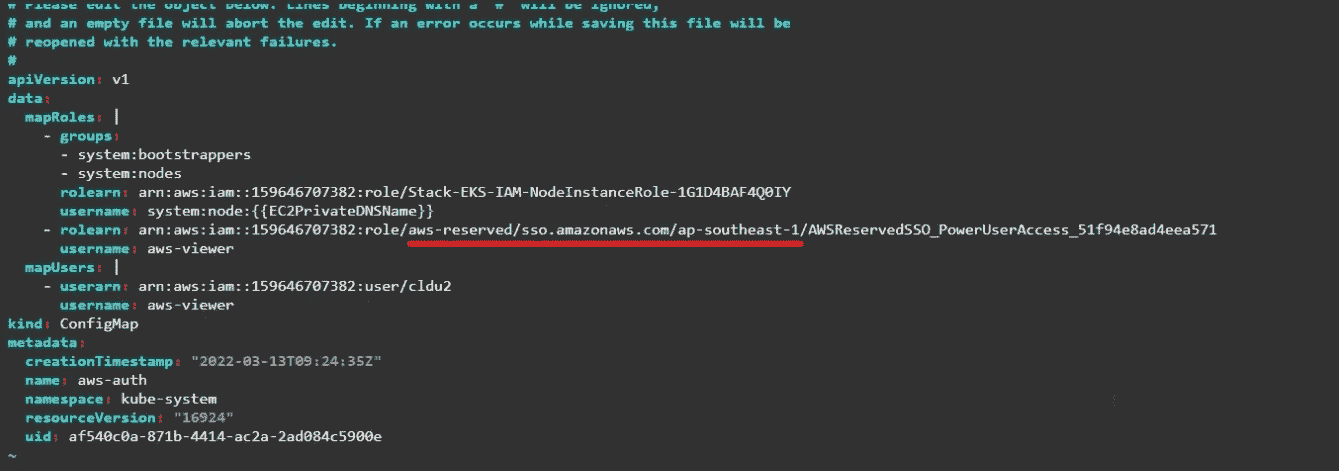 # Please edit the object below. Lines beginning with a '#' will be ignored,
# and an empty file will abort the edit. If an error occurs while saving this file will be
# reopened with the relevant failures.
#
apiVersion: v1
data:
  mapRoles: |
    - groups:
      - system:bootstrappers
      - system:nodes
      rolearn: arn:aws:iam::159646707382:role/Stack-EKS-IAM-NodeInstanceRole-1G1D4BAF4Q0IY
      username: system:node:{{EC2PrivateDNSName}}
    - rolearn: arn:aws:iam::159646707382:role/aws-reserved/sso.amazonaws.com/ap-southeast-1/AWSReservedSSO_PowerUserAccess_51f94e8ad4eea571
      username: aws-viewer
  mapUsers: |
    - userarn: arn:aws:iam::159646707382:user/cldu2
      username: aws-viewer
kind: ConfigMap
metadata:
  creationTimestamp: "2022-03-13T09:24:35Z"
  name: aws-auth
  namespace: kube-system
  resourceVersion: "16924"
  uid: af540c0a-871b-4414-ac2a-2ad084c5900e
~